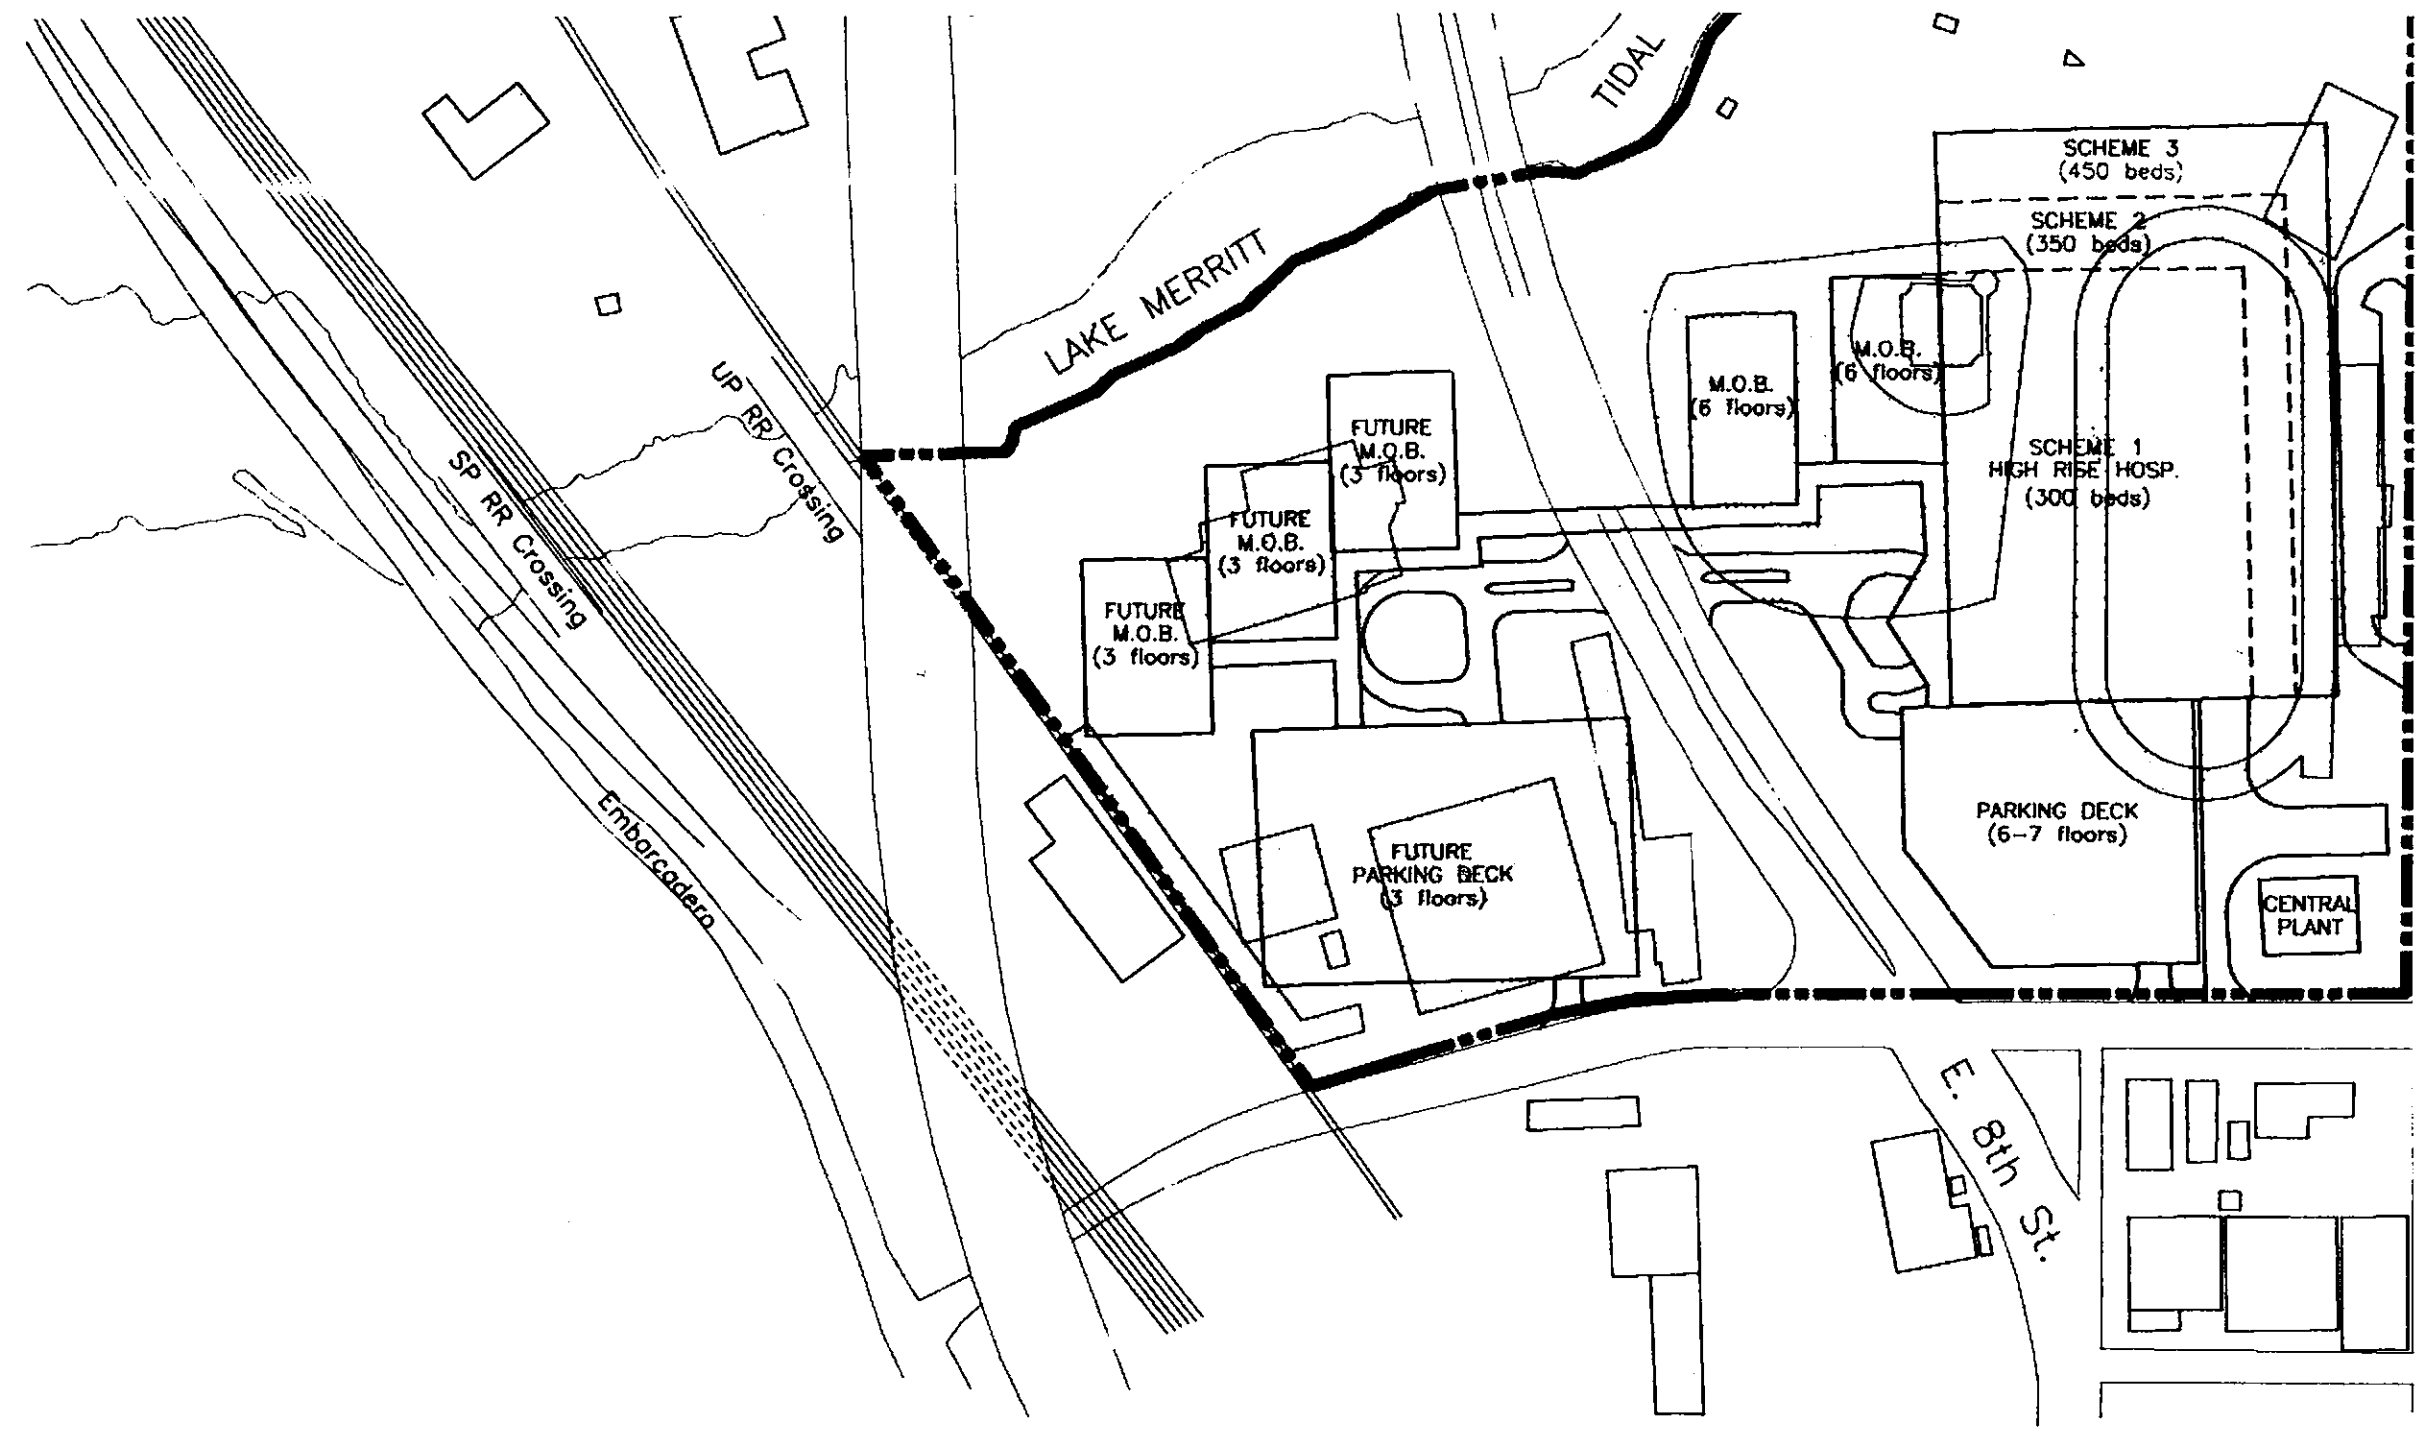 TIDAL
LAKE MERRITT
SCHEME 3
(450 beds)
SCHEME 2
(350 beds)
M.O.B.
(6 floors)
M.O.B.
(6 floors)
SCHEME 1
HIGH RISE HOSP.
(300 beds)
FUTURE
M.O.B.
(3 floors)
FUTURE
M.O.B.
(3 floors)
FUTURE
M.O.B.
(3 floors)
UP RR Crossing
SP RR Crossing
Embarcadero
FUTURE
PARKING DECK
(3 floors)
PARKING DECK
(6-7 floors)
CENTRAL
PLANT
E. 8th St.